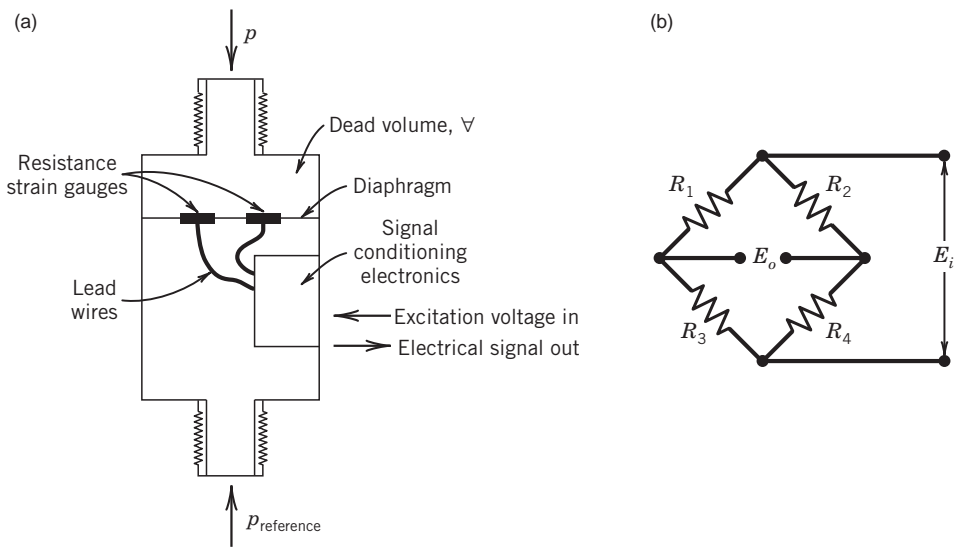 (a)
p
Dead volume, ∀
Resistance
strain gauges
Diaphragm
Signal
conditioning
electronics
Lead
wires
Excitation voltage in
Electrical signal out
p_reference
(b)
R_1
R_2
E_o
E_i
R_3
R_4